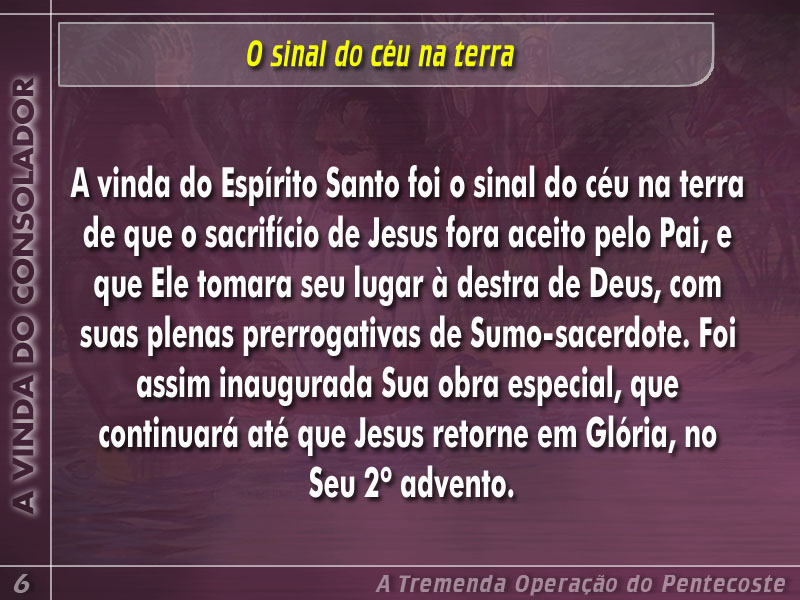 O sinal do céu na terra
A VINDA DO CONSOLADOR
A vinda do Espírito Santo foi o sinal do céu na terra
de que o sacrifício de Jesus fora aceito pelo Pai, e
que Ele tomara seu lugar à destra de Deus, com
suas plenas prerrogativas de Sumo-sacerdote. Foi
assim inaugurada Sua obra especial, que
continuará até que Jesus retorne em Glória, no
Seu 2º advento.
6
A Tremenda Operação do Pentecoste